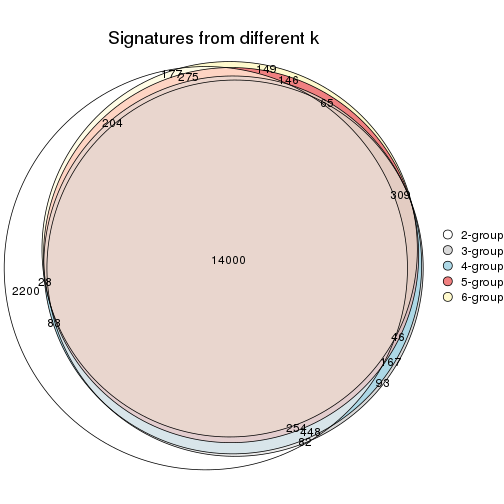 Signatures from different k
177
275
149
146
65
204
309
14000
28
2200
88
46
167
93
254
448
82
2-group
3-group
4-group
5-group
6-group